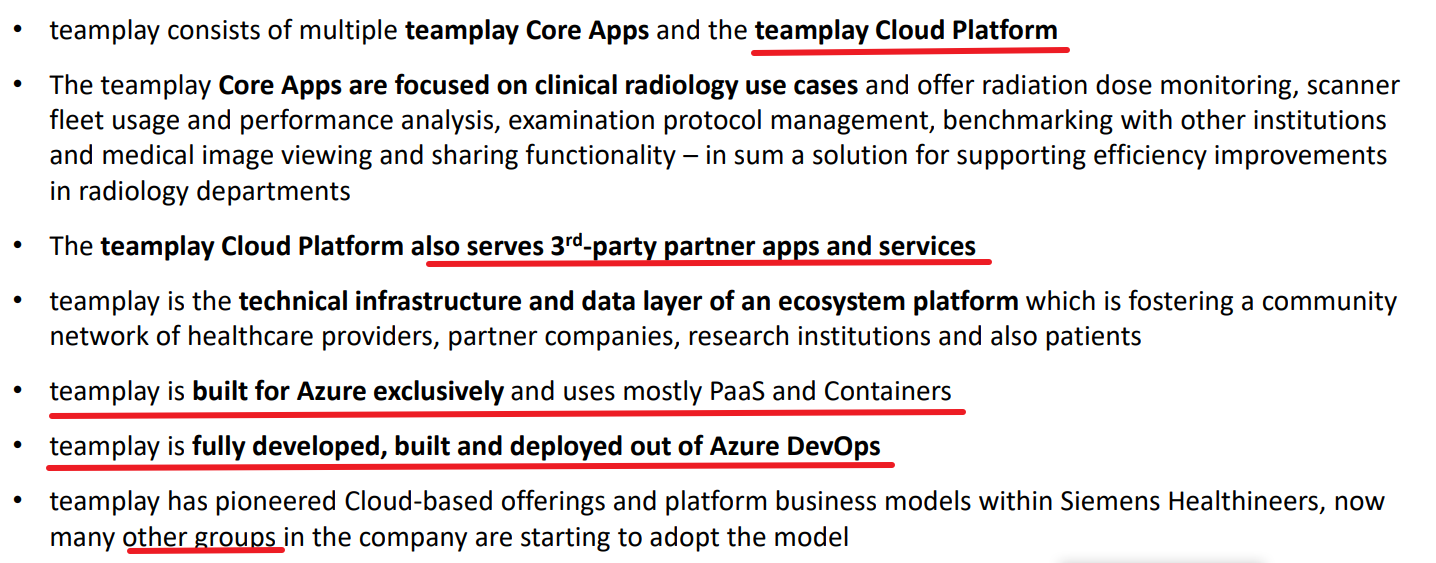 • teamplay consists of multiple teamplay Core Apps and the teamplay Cloud Platform
• The teamplay Core Apps are focused on clinical radiology use cases and offer radiation dose monitoring, scanner
fleet usage and performance analysis, examination protocol management, benchmarking with other institutions
and medical image viewing and sharing functionality – in sum a solution for supporting efficiency improvements
in radiology departments
• The teamplay Cloud Platform also serves 3rd-party partner apps and services
• teamplay is the technical infrastructure and data layer of an ecosystem platform which is fostering a community
network of healthcare providers, partner companies, research institutions and also patients
• teamplay is built for Azure exclusively and uses mostly PaaS and Containers
• teamplay is fully developed, built and deployed out of Azure DevOps
• teamplay has pioneered Cloud-based offerings and platform business models within Siemens Healthineers, now
many other groups in the company are starting to adopt the model